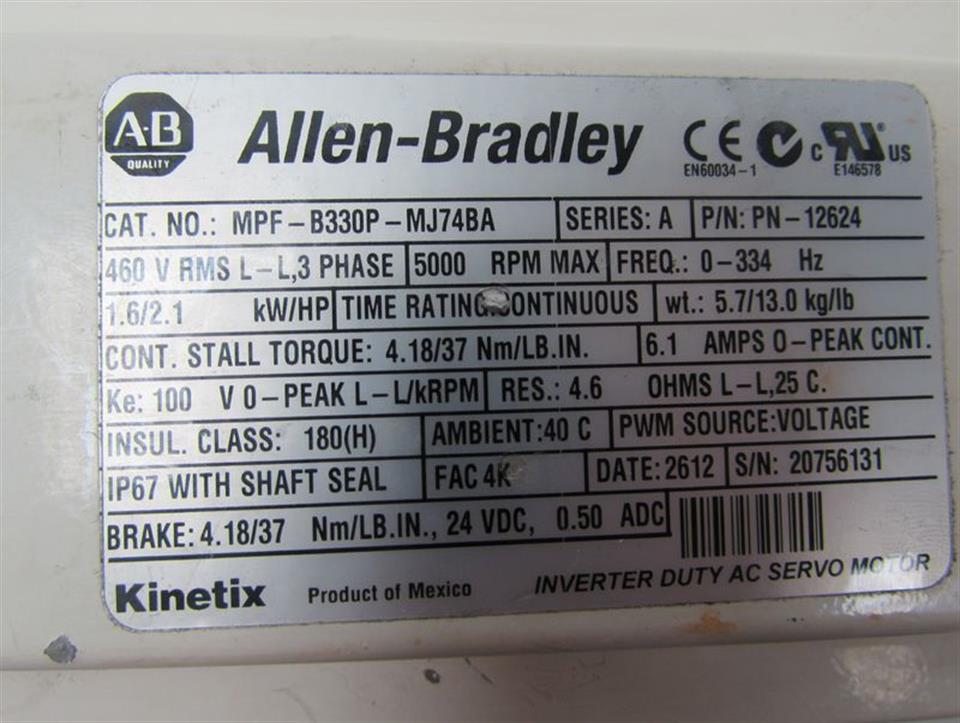 A-B
QUALITY
Allen-Bradley
CE
EN60034-1
C UR US
E146578
CAT. NO.: MPF-B330P-MJ74BA SERIES: A P/N: PN-12624
460 V RMS L-L,3 PHASE 5000 RPM MAX FREQ.: 0-334 Hz
1.6/2.1 kW/HP TIME RATING:CONTINUOUS wt.: 5.7/13.0 kg/lb
CONT. STALL TORQUE: 4.18/37 Nm/LB.IN. 6.1 AMPS 0-PEAK CONT.
Ke: 100 V 0-PEAK L-L/kRPM RES.: 4.6 OHMS L-L,25 C.
INSUL. CLASS: 180(H) AMBIENT:40 C PWM SOURCE:VOLTAGE
IP67 WITH SHAFT SEAL FAC 4K DATE:2612 S/N: 20756131
BRAKE: 4.18/37 Nm/LB.IN., 24 VDC, 0.50 ADC
Kinetix Product of Mexico INVERTER DUTY AC SERVO MOTOR